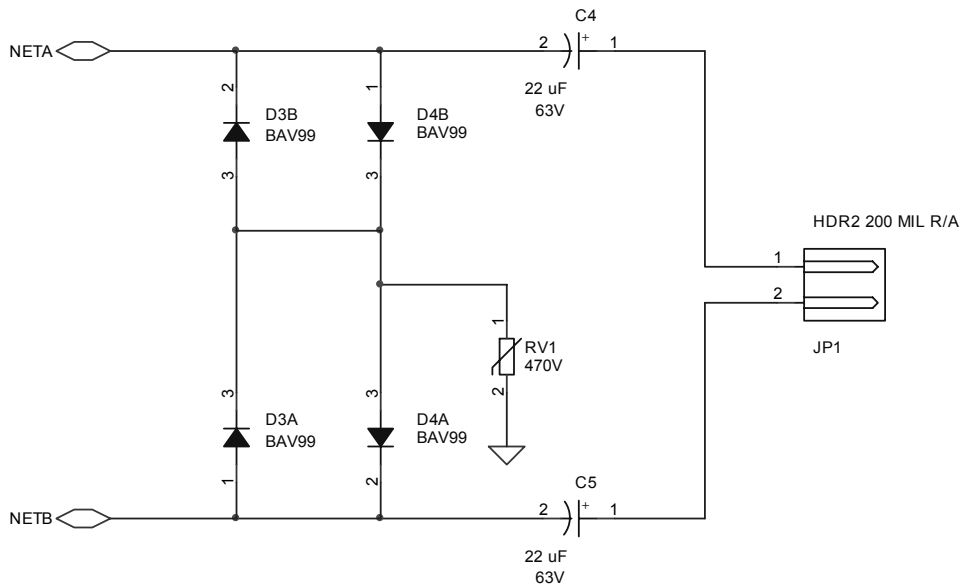 C4
NETA
2
+
1
22 uF
63V
2
1
D3B
BAV99
D4B
BAV99
3
3
HDR2 200 MIL R/A
1
2
JP1
1
RV1
470V
2
3
3
D3A
BAV99
D4A
BAV99
1
2
C5
NETB
2
+
1
22 uF
63V